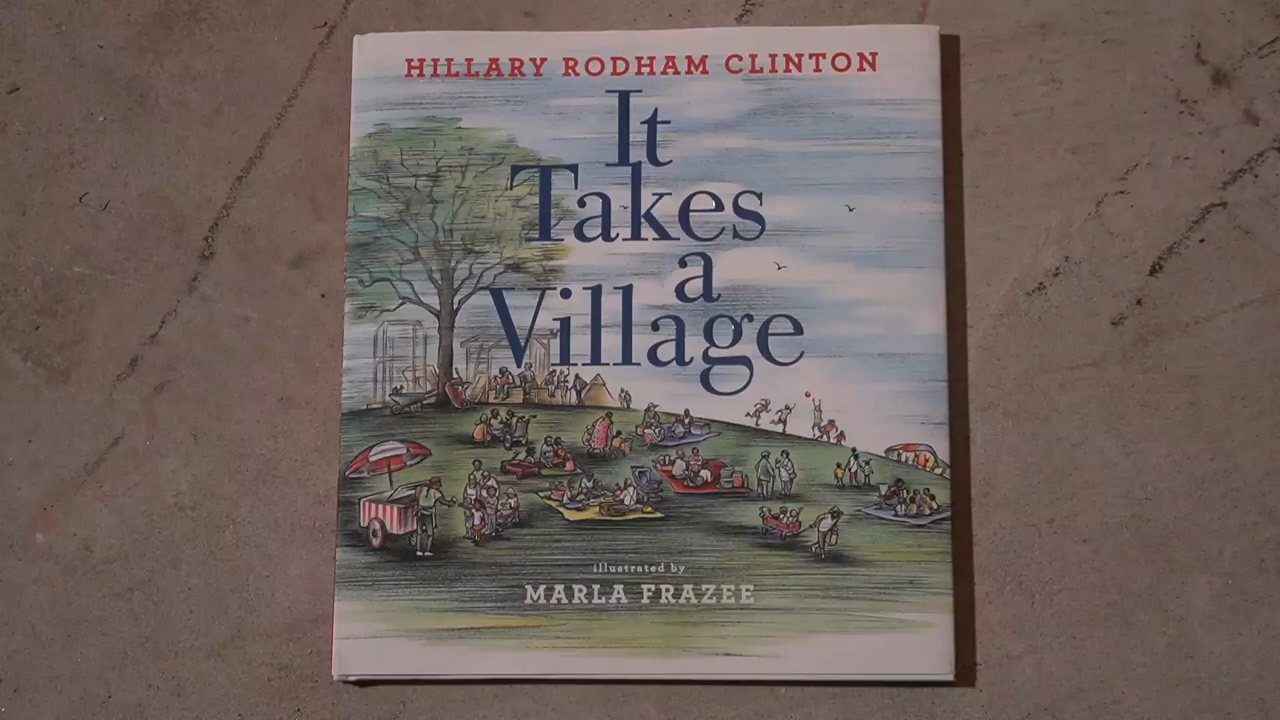 HILLARY RODHAM CLINTON
It
Takes
a
Village
illustrated by
MARLA FRAZEE